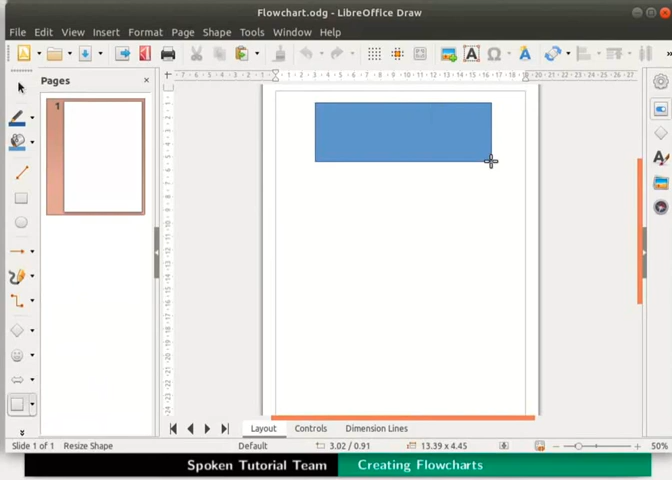 Flowchart.odg - LibreOffice Draw
File Edit View Insert Format Page Shape Tools Window Help
Pages
1
Layout Controls Dimension Lines
Slide 1 of 1 Resize Shape Default 3.02 / 0.91 13.39 x 4.45 50%
Spoken Tutorial Team Creating Flowcharts